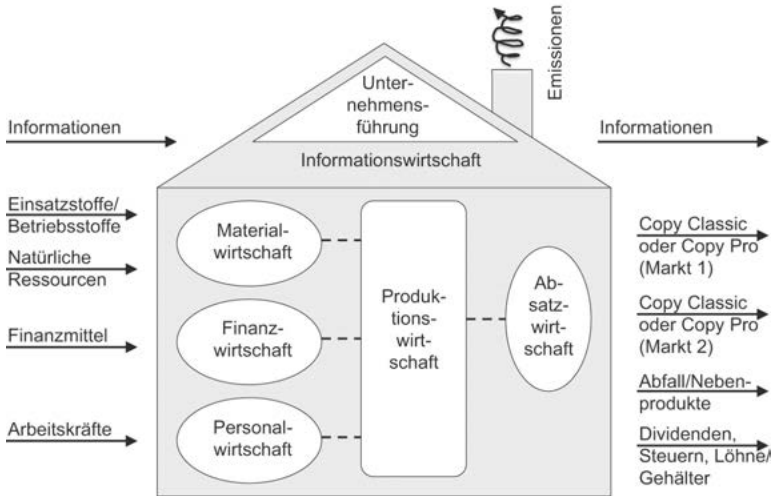 Emissionen
Unter-
nehmens-
führung
Informationswirtschaft
Informationen
Informationen
Einsatzstoffe/
Betriebsstoffe
Natürliche
Ressourcen
Finanzmittel
Arbeitskräfte
Material-
wirtschaft
Finanz-
wirtschaft
Personal-
wirtschaft
Produk-
tions-
wirt-
schaft
Ab-
satz-
wirt-
schaft
Copy Classic
oder Copy Pro
(Markt 1)
Copy Classic
oder Copy Pro
(Markt 2)
Abfall/Neben-
produkte
Dividenden,
Steuern, Löhne/
Gehälter